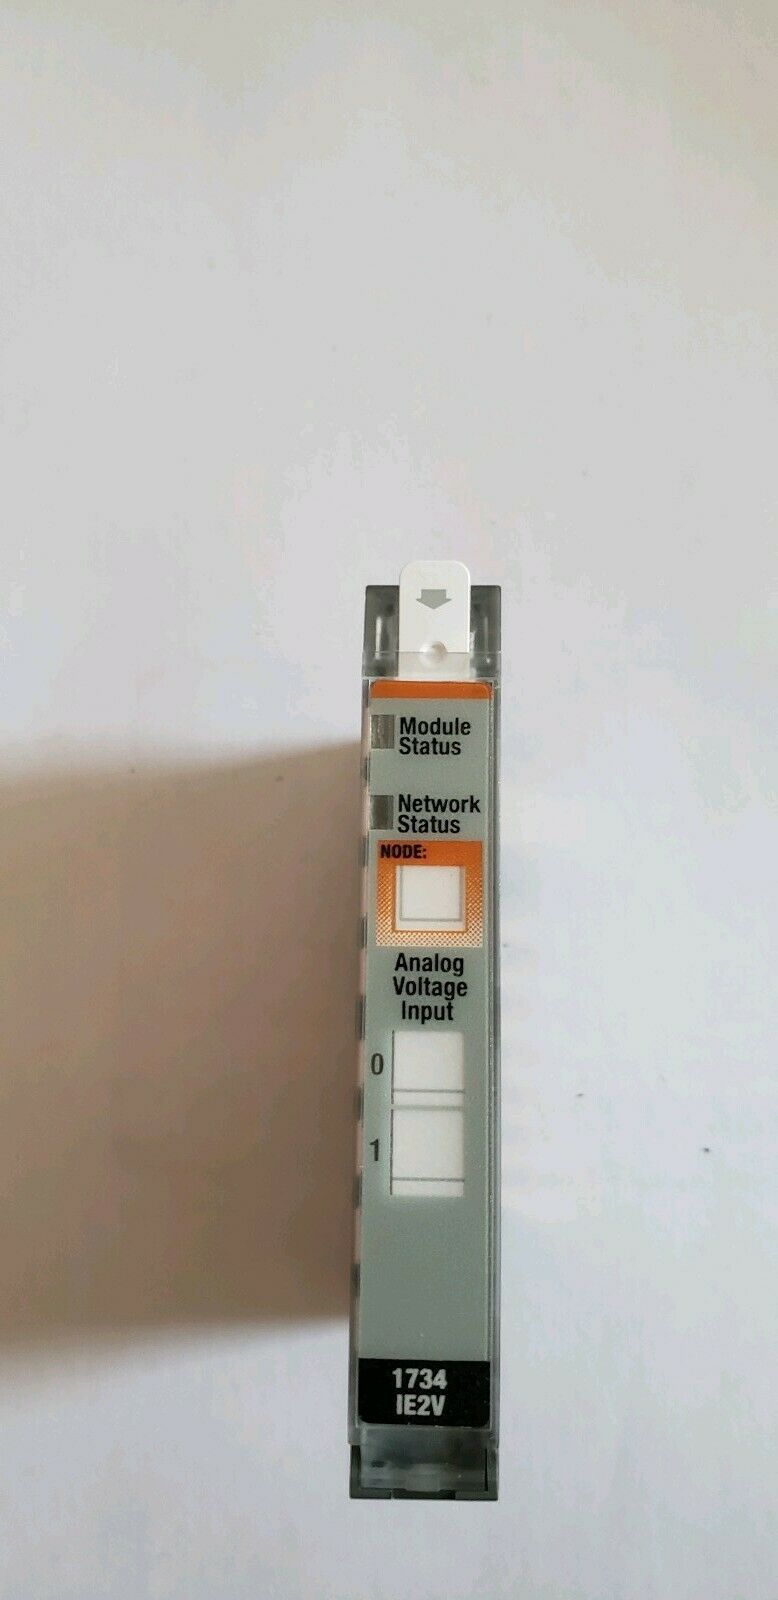 Module
Status
Network
Status
NODE:
Analog
Voltage
Input
0
1
1734
IE2V